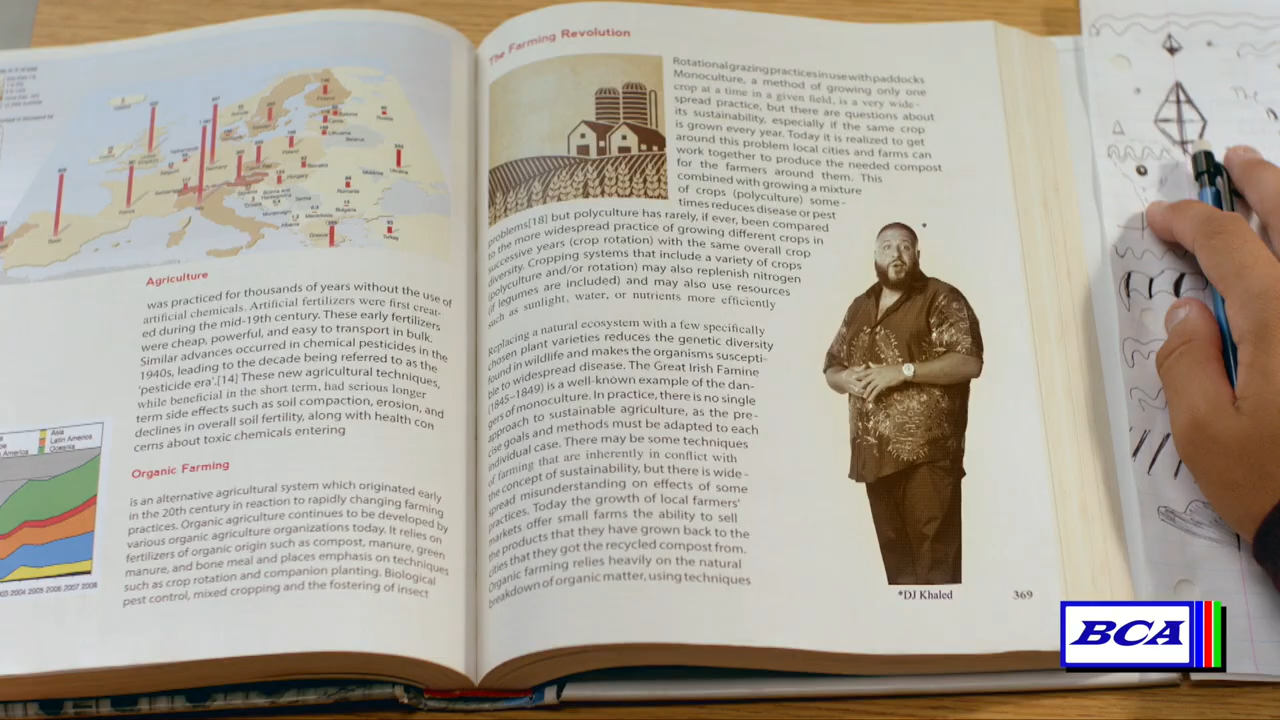 Agriculture
was practiced for thousands of years without the use of
artificial chemicals. Artificial fertilizers were first creat-
ed during the mid-19th century. These early fertilizers
were cheap, powerful, and easy to transport in bulk.
Similar advances occurred in chemical pesticides in the
1940s, leading to the decade being referred to as the
'pesticide era'.[14] These new agricultural techniques,
while beneficial in the short term, had serious longer
term side effects such as soil compaction, erosion, and
declines in overall soil fertility, along with health con
cerns about toxic chemicals entering
Asia
Latin America
Oceania
America
2004 2005 2006 2007 2008
Organic Farming
is an alternative agricultural system which originated early
in the 20th century in reaction to rapidly changing farming
practices. Organic agriculture continues to be developed by
various organic agriculture organizations today. It relies on
fertilizers of organic origin such as compost, manure, green
manure, and bone meal and places emphasis on techniques
such as crop rotation and companion planting. Biological
pest control, mixed cropping and the fostering of insect
The Farming Revolution
Rotational grazing practices in use with paddocks
Monoculture, a method of growing only one
crop at a time in a given field, is a very wide-
spread practice, but there are questions about
its sustainability, especially if the same crop
is grown every year. Today it is realized to get
around this problem local cities and farms can
work together to produce the needed compost
for the farmers around them. This
combined with growing a mixture
of crops (polyculture) some-
times reduces disease or pest
problems[18] but polyculture has rarely, if ever, been compared
to the more widespread practice of growing different crops in
successive years (crop rotation) with the same overall crop
diversity. Cropping systems that include a variety of crops
(polyculture and/or rotation) may also replenish nitrogen
(if legumes are included) and may also use resources
such as sunlight, water, or nutrients more efficiently
Replacing a natural ecosystem with a few specifically
chosen plant varieties reduces the genetic diversity
found in wildlife and makes the organisms suscepti-
ble to widespread disease. The Great Irish Famine
(1845–1849) is a well-known example of the dan-
gers of monoculture. In practice, there is no single
approach to sustainable agriculture, as the pre-
cise goals and methods must be adapted to each
individual case. There may be some techniques
of farming that are inherently in conflict with
the concept of sustainability, but there is wide-
spread misunderstanding on effects of some
practices. Today the growth of local farmers'
markets offer small farms the ability to sell
the products that they have grown back to the
cities that they got the recycled compost from.
Organic farming relies heavily on the natural
breakdown of organic matter, using techniques
*
*DJ Khaled
369
BCA